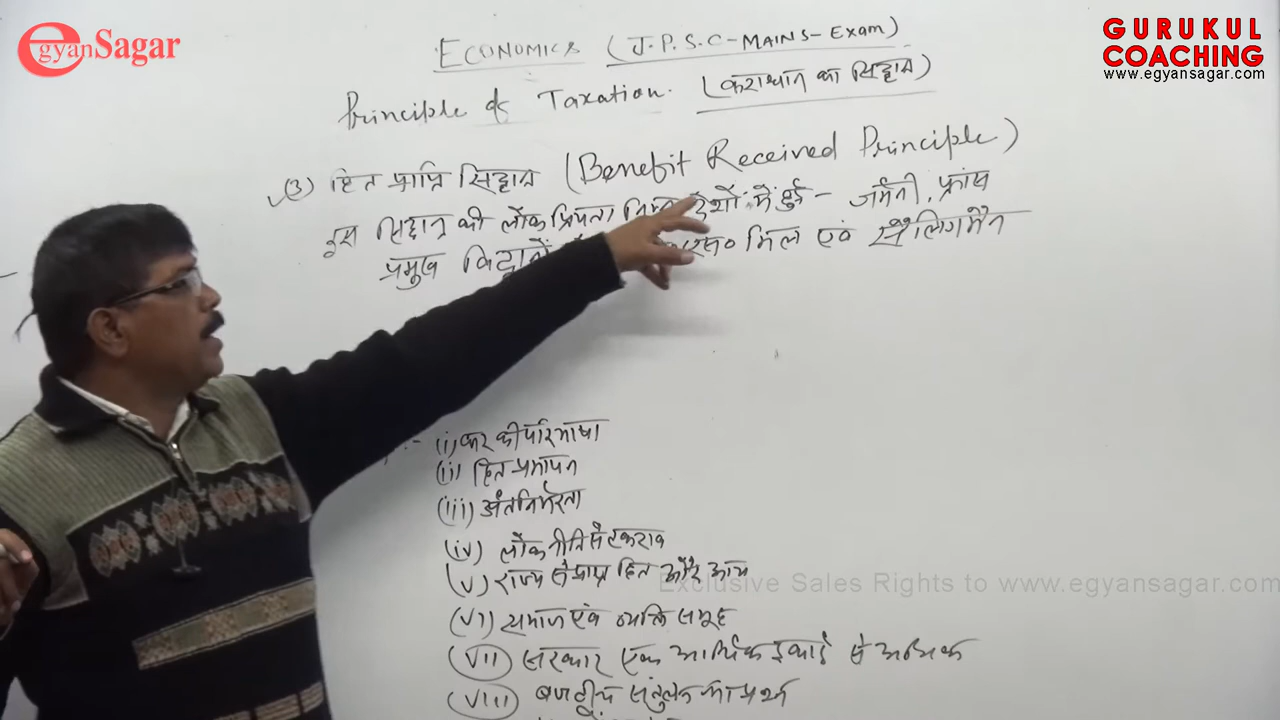 egyanSagar
GURUKUL
COACHING
www.egyansagar.com
ECONOMICS (J.P.S.C-MAINS-Exam)
Principle of Taxation. (कराधान का सिद्धान्त)
(3) हित प्राप्ति सिद्धान्त (Benefit Received Principle)
इस सिद्धान्त की लोकप्रियता निम्न देशों में हुई - जर्मनी, फ्रांस
प्रमुख विद्वानों मिल एवं सैलिगमैन
(i) कर की परिभाषा
(ii) हित प्रमापन
(iii) अंतर्निर्भरता
(iv) लोकनीति से टकराव
(v) राज्य से प्राप्त हित और आय
(vi) समाज एवं व्यक्ति समूह
(vii) सरकार एक आर्थिक इकाई से अधिक
(viii) बजटीय संतुलन का प्रश्न
Exclusive Sales Rights to www.egyansagar.com